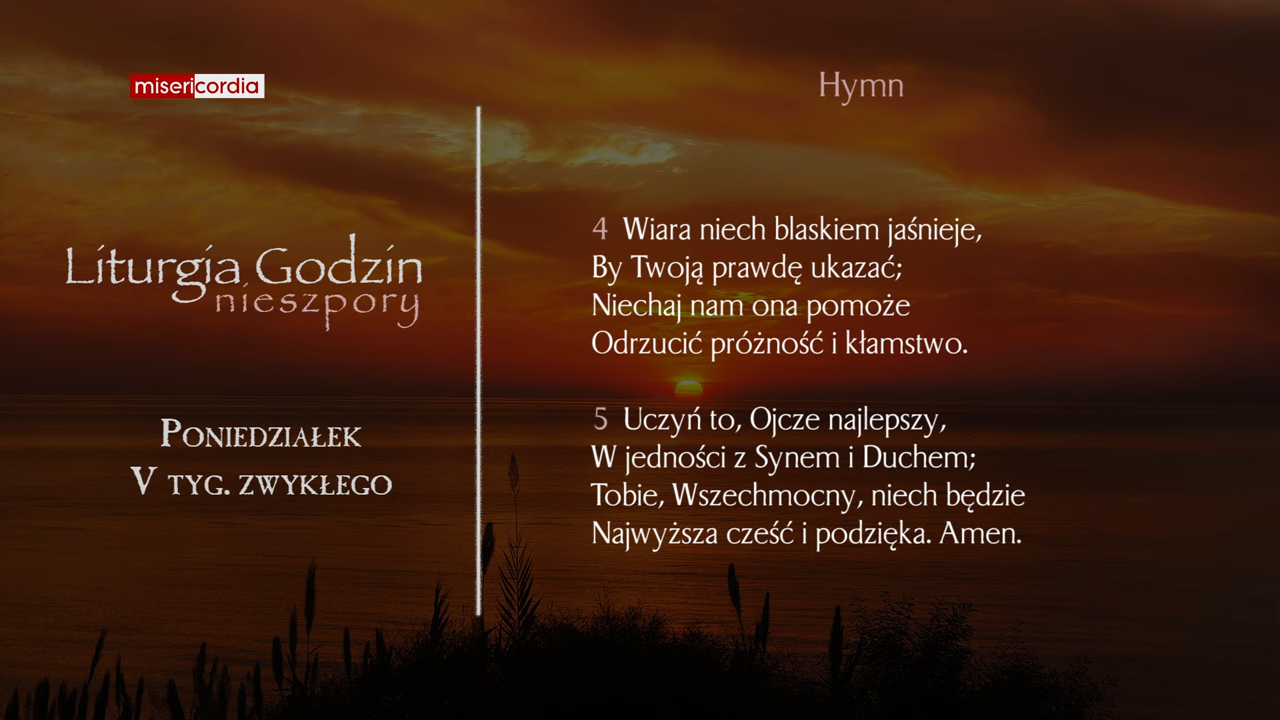 misericordia
Hymn
Liturgia Godzin
nieszpory
Poniedziałek
V tyg. zwykłego
4 Wiara niech blaskiem jaśnieje,
By Twoją prawdę ukazać;
Niechaj nam ona pomoże
Odrzucić próżność i kłamstwo.
5 Uczyń to, Ojcze najlepszy,
W jedności z Synem i Duchem;
Tobie, Wszechmocny, niech będzie
Najwyższa cześć i podzięka. Amen.